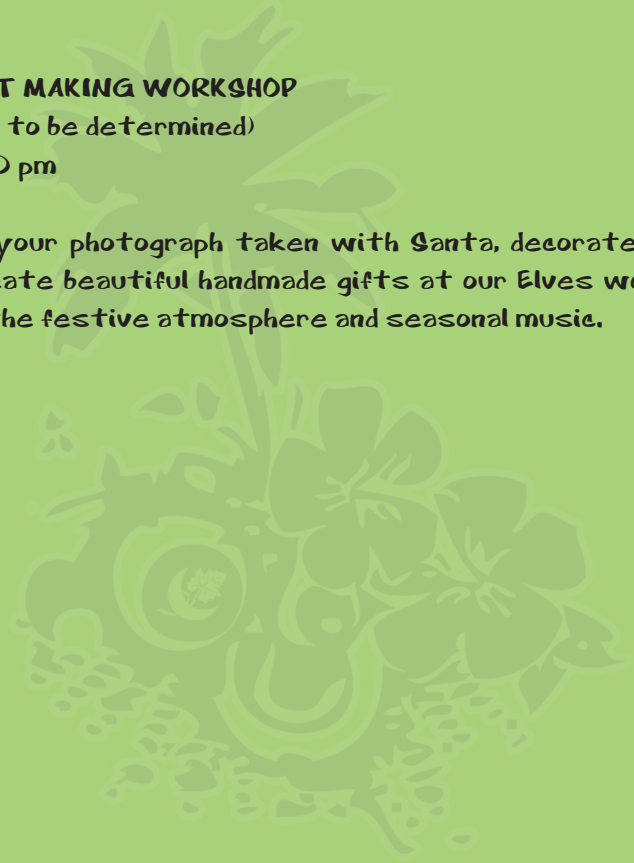 T MAKING WORKSHOP
to be determined)
0 pm
your photograph taken with Santa, decorate
ate beautiful handmade gifts at our Elves wo
he festive atmosphere and seasonal music.